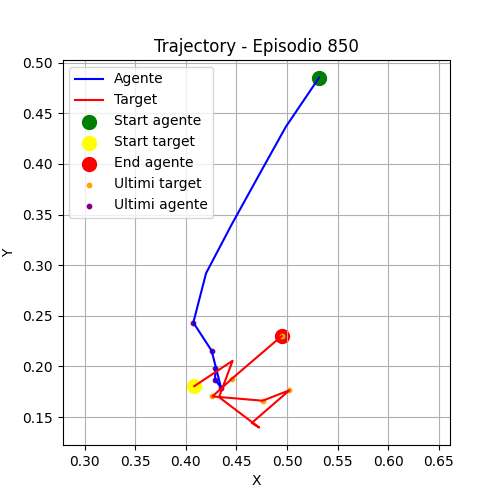 Trajectory - Episodio 850
Agente
Target
Start agente
Start target
End agente
Ultimi target
Ultimi agente
0.50
0.45
0.40
0.35
0.30
0.25
0.20
0.15
Y
0.30 0.35 0.40 0.45 0.50 0.55 0.60 0.65
X